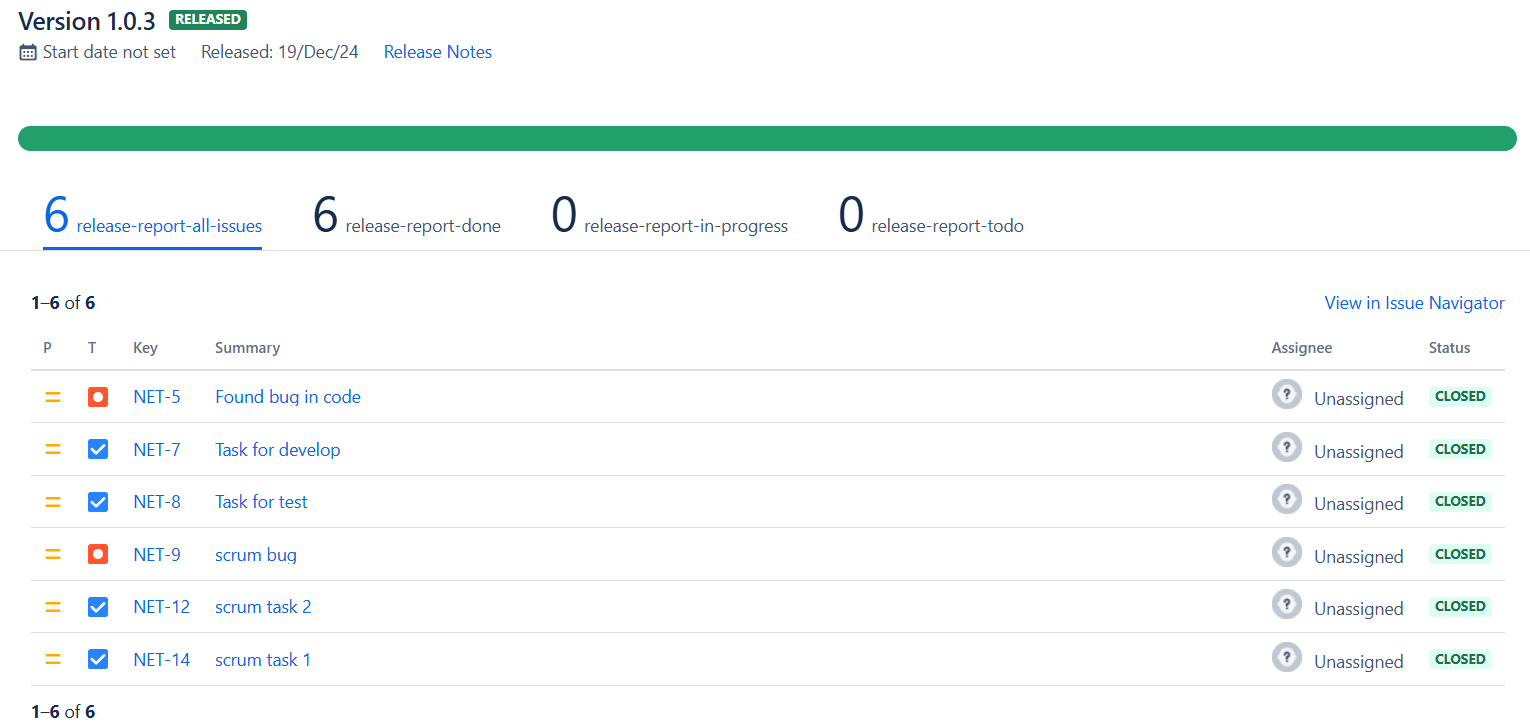 Version 1.0.3 RELEASED
Start date not set Released: 19/Dec/24 Release Notes
6 release-report-all-issues 6 release-report-done 0 release-report-in-progress 0 release-report-todo
1–6 of 6 View in Issue Navigator
P T Key Summary Assignee Status
NET-5 Found bug in code ? Unassigned CLOSED
NET-7 Task for develop ? Unassigned CLOSED
NET-8 Task for test ? Unassigned CLOSED
NET-9 scrum bug ? Unassigned CLOSED
NET-12 scrum task 2 ? Unassigned CLOSED
NET-14 scrum task 1 ? Unassigned CLOSED
1–6 of 6